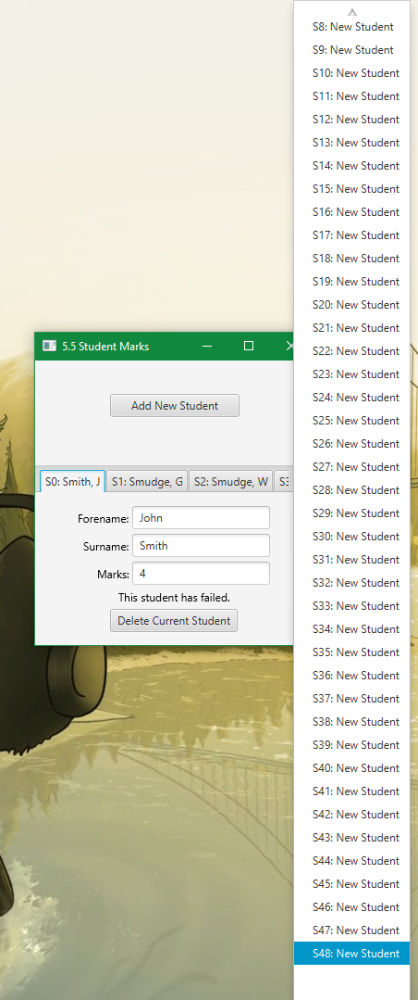 S8: New Student
S9: New Student
S10: New Student
S11: New Student
S12: New Student
S13: New Student
S14: New Student
S15: New Student
S16: New Student
S17: New Student
S18: New Student
S19: New Student
S20: New Student
S21: New Student
S22: New Student
S23: New Student
S24: New Student
S25: New Student
S26: New Student
S27: New Student
S28: New Student
S29: New Student
S30: New Student
S31: New Student
S32: New Student
S33: New Student
S34: New Student
S35: New Student
S36: New Student
S37: New Student
S38: New Student
S39: New Student
S40: New Student
S41: New Student
S42: New Student
S43: New Student
S44: New Student
S45: New Student
S46: New Student
S47: New Student
S48: New Student
5.5 Student Marks
Add New Student
S0: Smith, J
S1: Smudge, G
S2: Smudge, W
S3
Forename: John
Surname: Smith
Marks: 4
This student has failed.
Delete Current Student